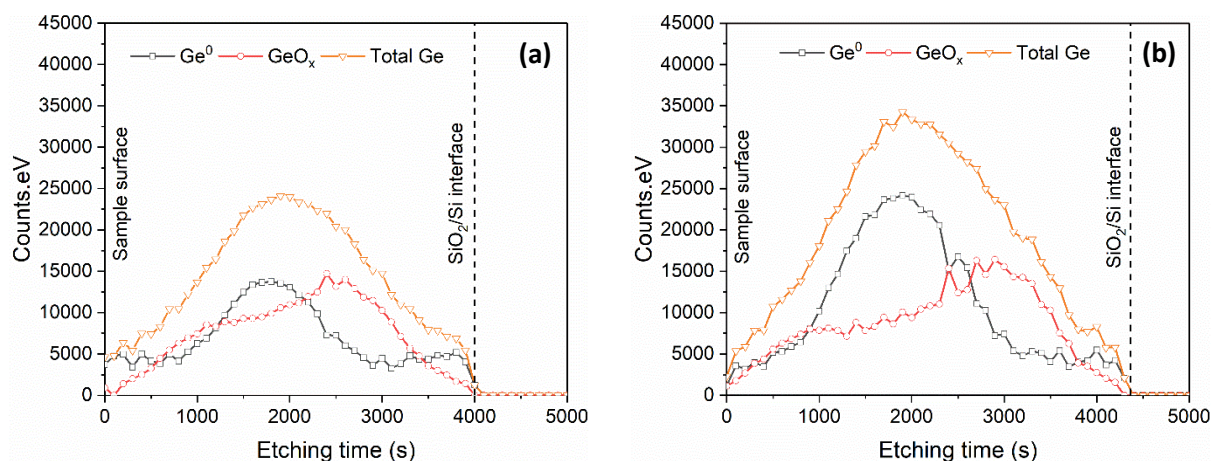 (a)
Ge⁰ GeOₓ Total Ge
Counts.eV
45000
40000
35000
30000
25000
20000
15000
10000
5000
0
Sample surface
SiO₂/Si interface
0 1000 2000 3000 4000 5000
Etching time (s)
(b)
Ge⁰ GeOₓ Total Ge
Counts.eV
45000
40000
35000
30000
25000
20000
15000
10000
5000
0
Sample surface
SiO₂/Si interface
0 1000 2000 3000 4000 5000
Etching time (s)